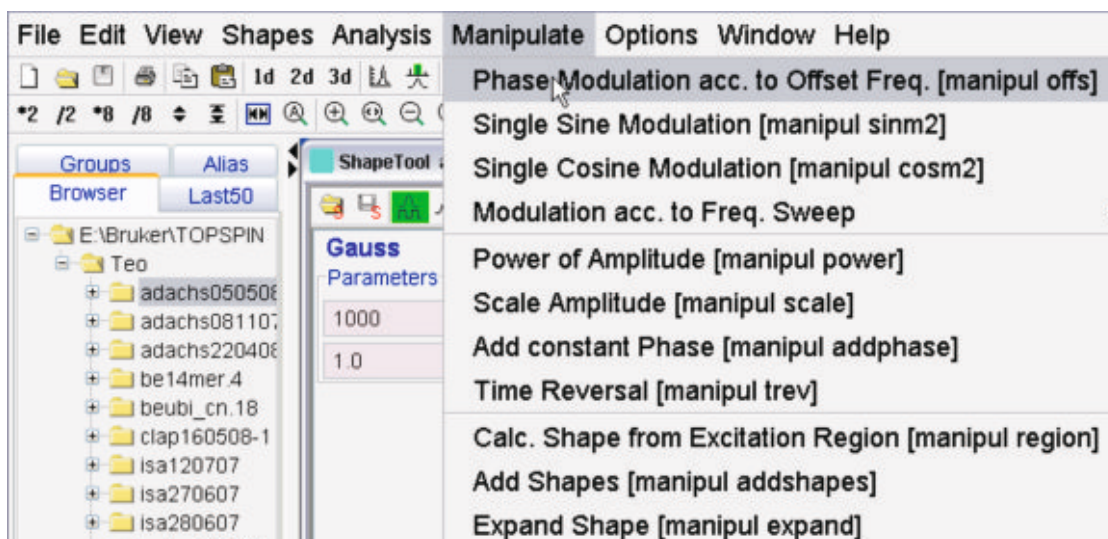 File Edit View Shapes Analysis Manipulate Options Window Help
1d 2d 3d
*2 /2 *8 /8
Groups Alias
Browser Last50
E:\Bruker\TOPSPIN
Teo
adachs050508
adachs081107
adachs220408
be14mer.4
beubi_cn.18
clap160508-1
isa120707
isa270607
isa280607
ShapeTool
Gauss
Parameters
1000
1.0
Phase Modulation acc. to Offset Freq. [manipul offs]
Single Sine Modulation [manipul sinm2]
Single Cosine Modulation [manipul cosm2]
Modulation acc. to Freq. Sweep
Power of Amplitude [manipul power]
Scale Amplitude [manipul scale]
Add constant Phase [manipul addphase]
Time Reversal [manipul trev]
Calc. Shape from Excitation Region [manipul region]
Add Shapes [manipul addshapes]
Expand Shape [manipul expand]